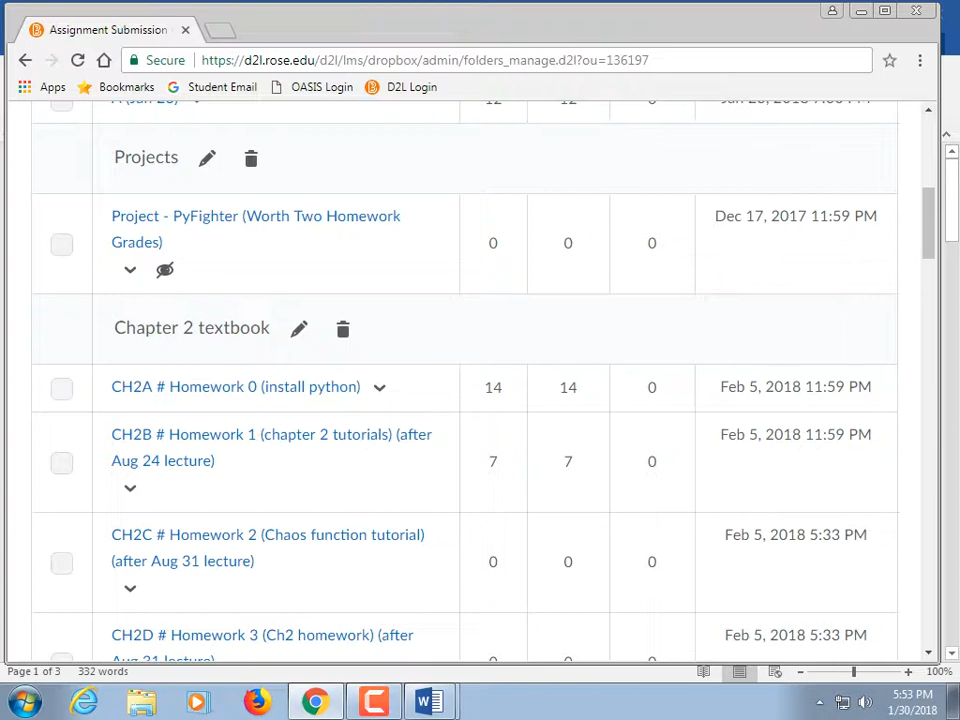 Assignment Submission
Secure https://d2l.rose.edu/d2l/lms/dropbox/admin/folders_manage.d2l?ou=136197
Apps Bookmarks Student Email OASIS Login D2L Login
Projects
Project - PyFighter (Worth Two Homework Grades) 0 0 0 Dec 17, 2017 11:59 PM
Chapter 2 textbook
CH2A # Homework 0 (install python) 14 14 0 Feb 5, 2018 11:59 PM
CH2B # Homework 1 (chapter 2 tutorials) (after
Aug 24 lecture) 7 7 0 Feb 5, 2018 11:59 PM
CH2C # Homework 2 (Chaos function tutorial)
(after Aug 31 lecture) 0 0 0 Feb 5, 2018 5:33 PM
CH2D # Homework 3 (Ch2 homework) (after Feb 5, 2018 5:33 PM
Aug 31 lecture)
Page 1 of 3 332 words 100%
5:53 PM
1/30/2018